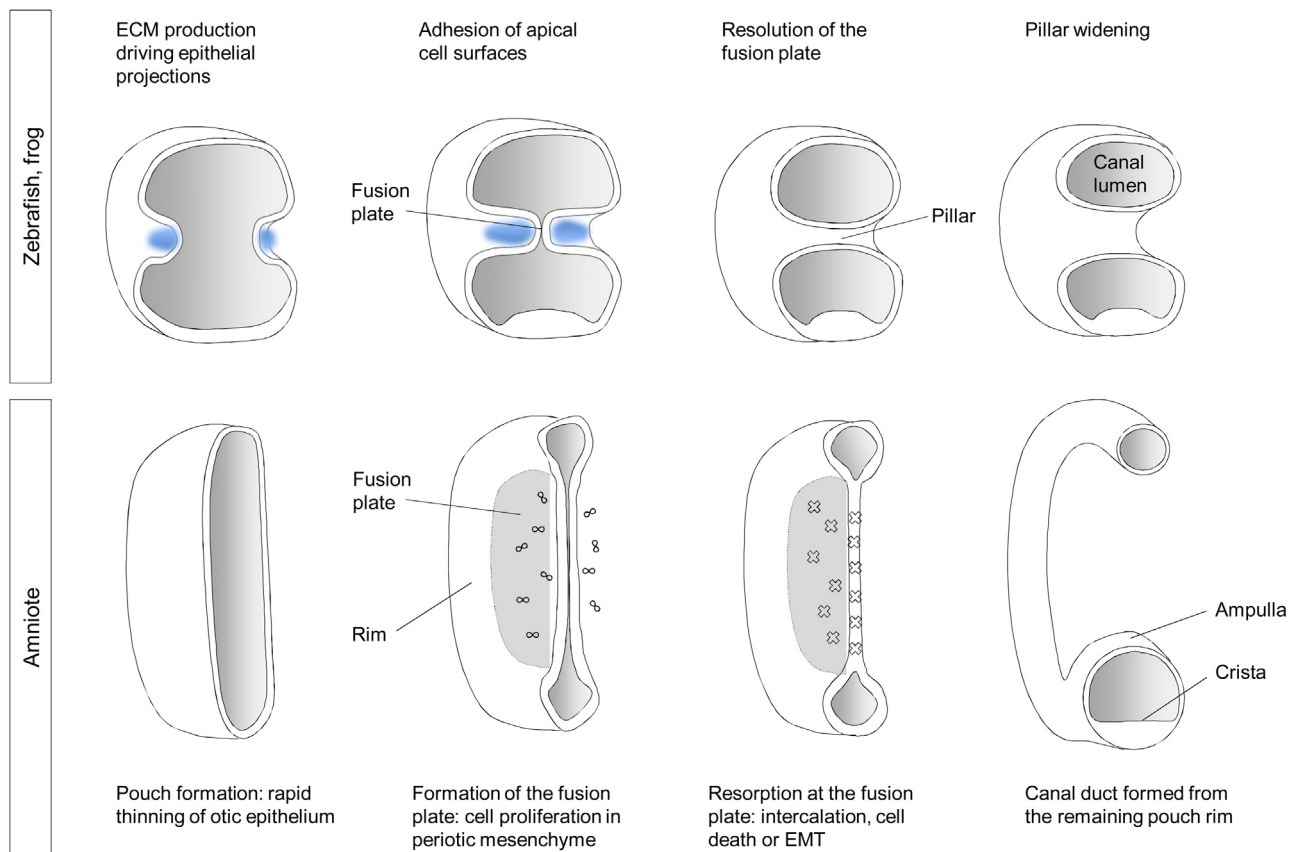 Zebrafish, frog
ECM production
driving epithelial
projections
Adhesion of apical
cell surfaces
Resolution of the
fusion plate
Pillar widening
Fusion
plate
Pillar
Canal
lumen
Amniote
Fusion
plate
Rim
Ampulla
Crista
Pouch formation: rapid
thinning of otic epithelium
Formation of the fusion
plate: cell proliferation in
periotic mesenchyme
Resorption at the fusion
plate: intercalation, cell
death or EMT
Canal duct formed from
the remaining pouch rim